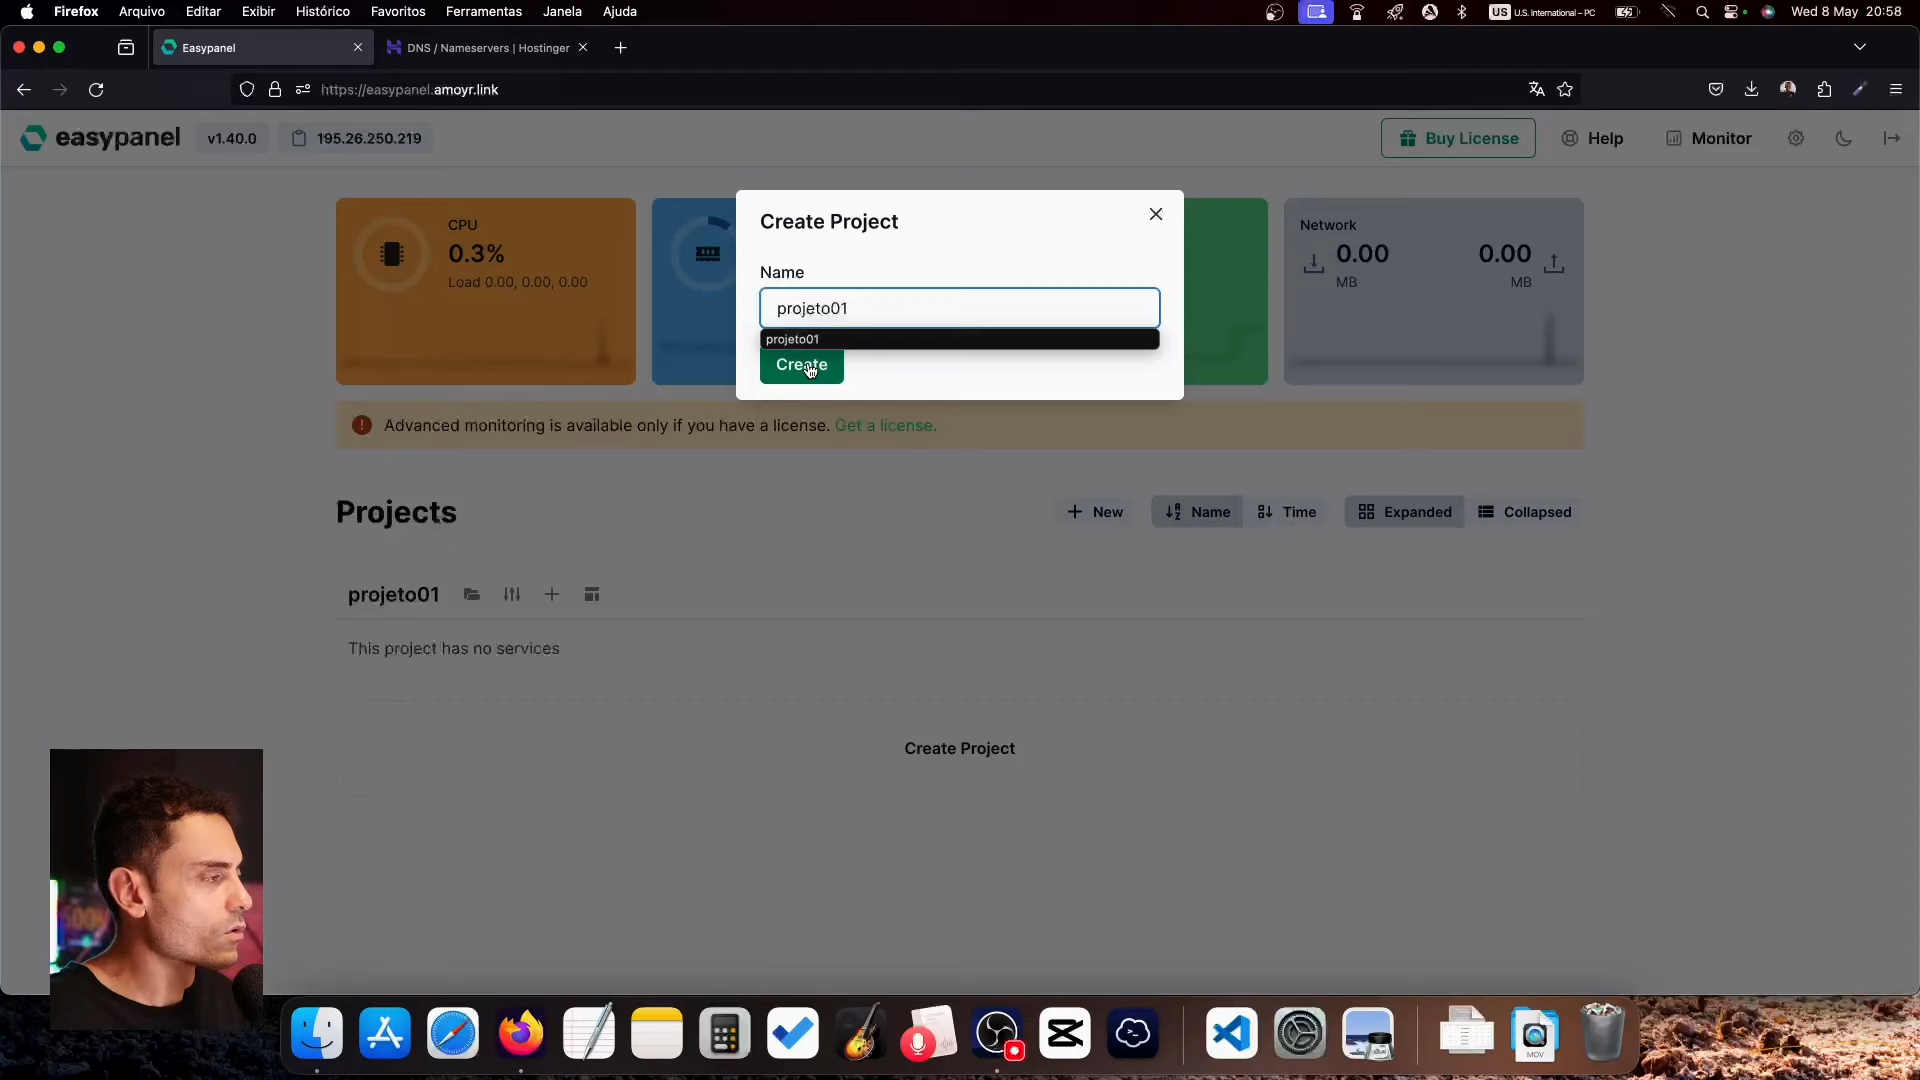 Firefox Arquivo Editar Exibir Histórico Favoritos Ferramentas Janela Ajuda
US U.S. International – PC
Wed 8 May 20:58
Easypanel
DNS / Nameservers | Hostinger
https://easypanel.amoyr.link
easypanel
v1.40.0
195.26.250.219
Buy License
Help
Monitor
CPU
0.3%
Load 0.00, 0.00, 0.00
Network
0.00
MB
0.00
MB
Create Project
Name
projeto01
projeto01
Create
Advanced monitoring is available only if you have a license. Get a license.
Projects
New
Name
Time
Expanded
Collapsed
projeto01
This project has no services
Create Project
MOV